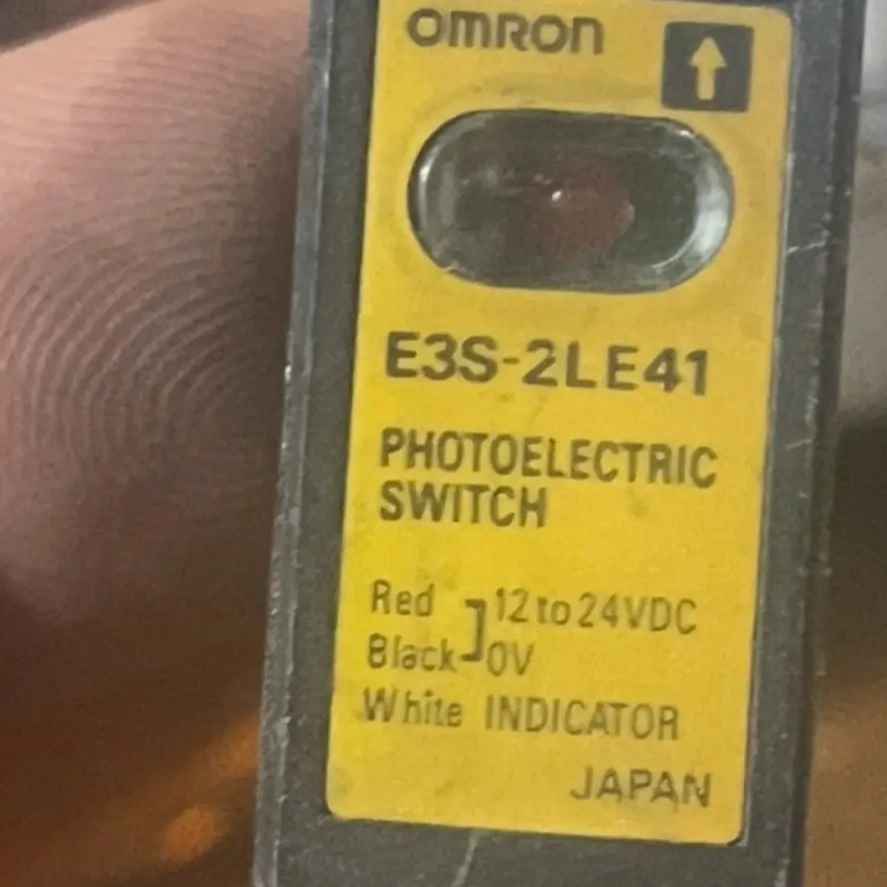 OMRON
E3S-2LE41
PHOTOELECTRIC
SWITCH
Red 12 to 24VDC
Black 0V
White INDICATOR
JAPAN